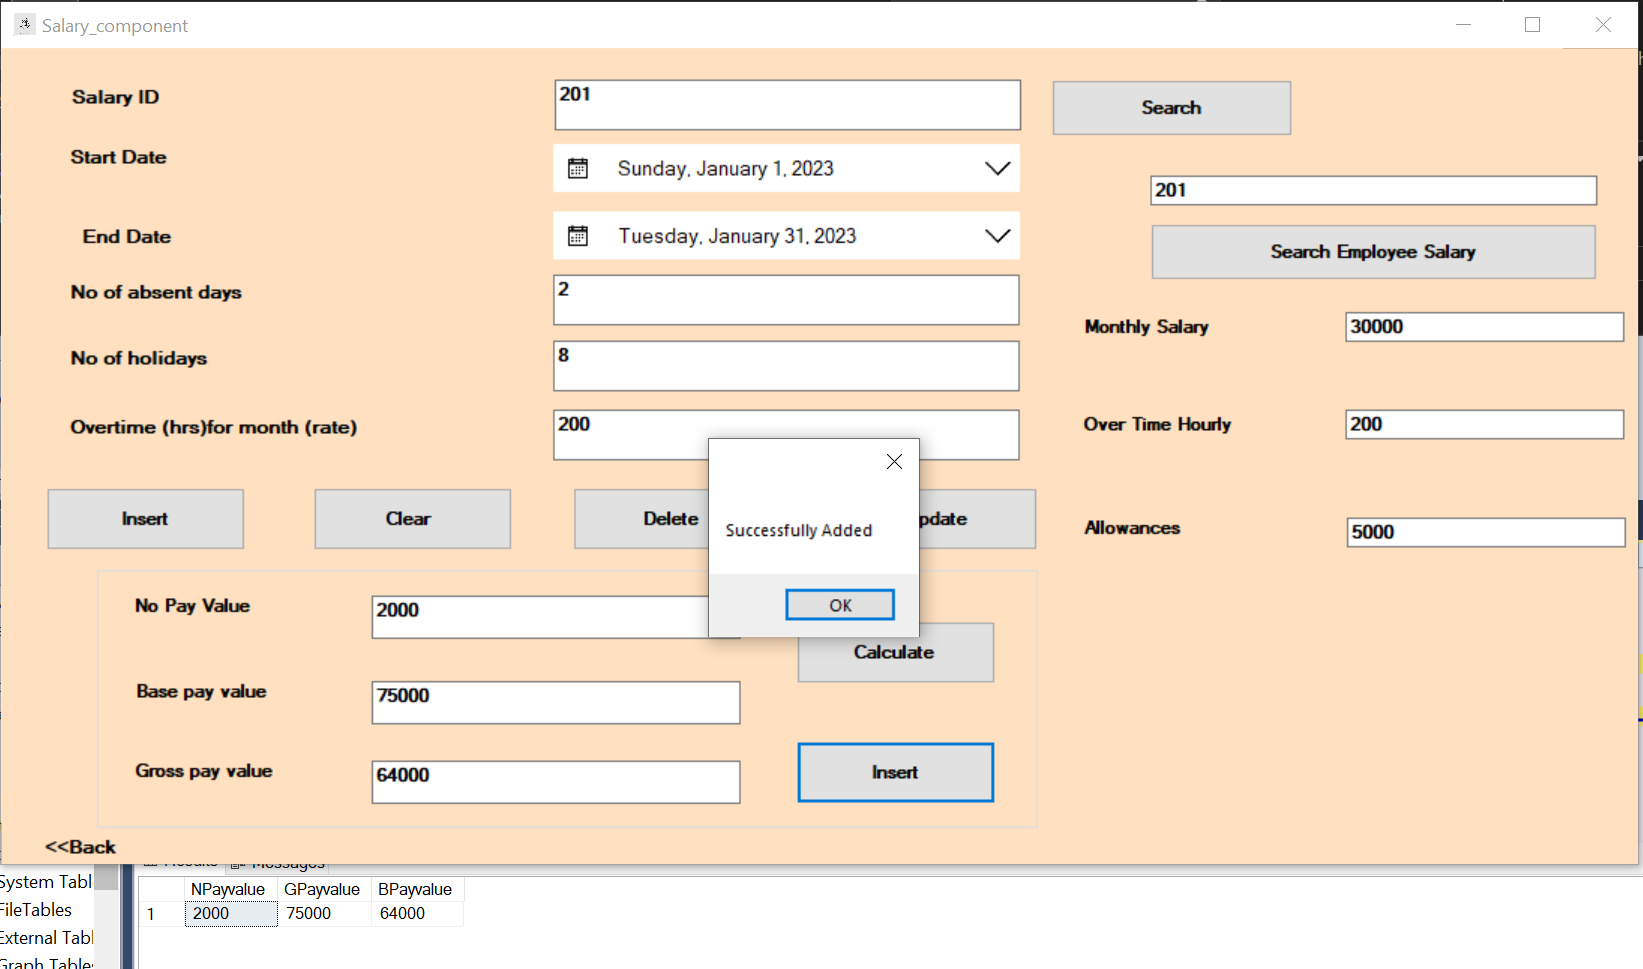 Salary_component
Salary ID
201
Search
Start Date
Sunday, January 1, 2023
201
End Date
Tuesday, January 31, 2023
Search Employee Salary
No of absent days
2
Monthly Salary
30000
No of holidays
8
Overtime (hrs)for month (rate)
200
Over Time Hourly
200
Insert
Clear
Delete
pdate
Successfully Added
OK
Allowances
5000
No Pay Value
2000
Calculate
Base pay value
75000
Gross pay value
64000
Insert
<<Back
Results
Messages
System Tabl
FileTables
External Tabl
Graph Tables
NPayvalue GPayvalue BPayvalue
1 2000 75000 64000